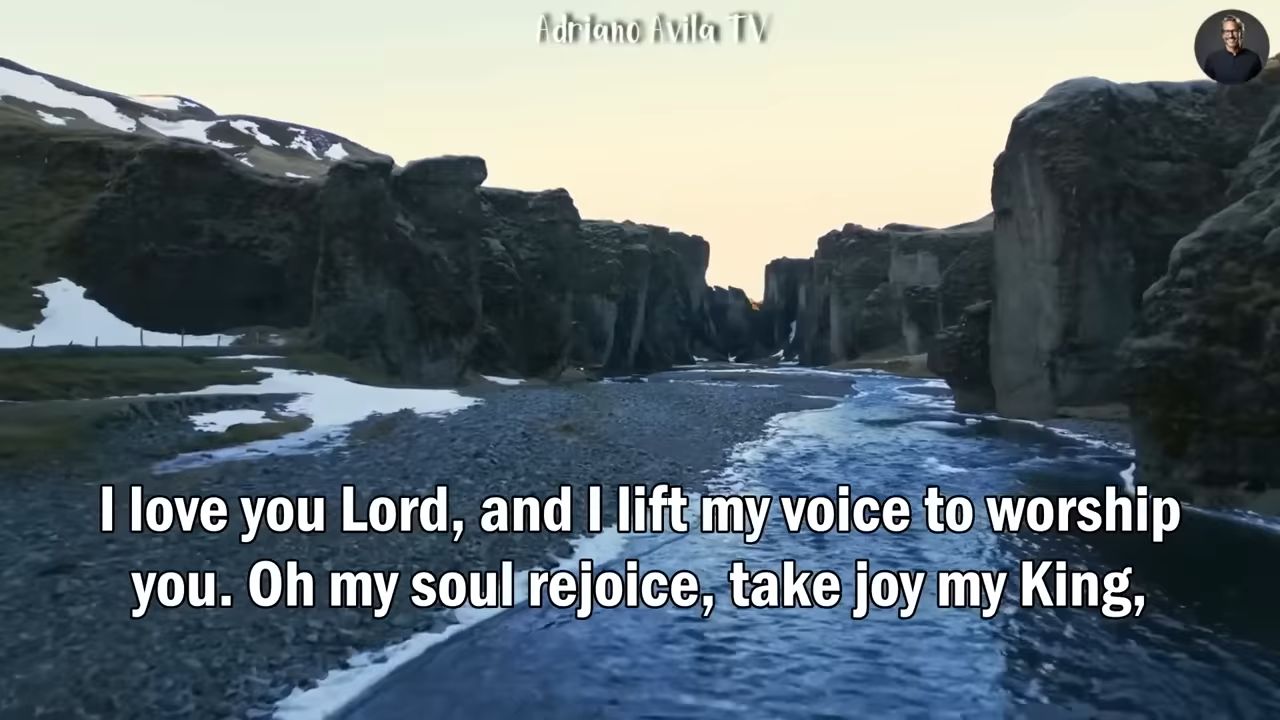 Adriano Avila TV
I love you Lord, and I lift my voice to worship
you. Oh my soul rejoice, take joy my King,